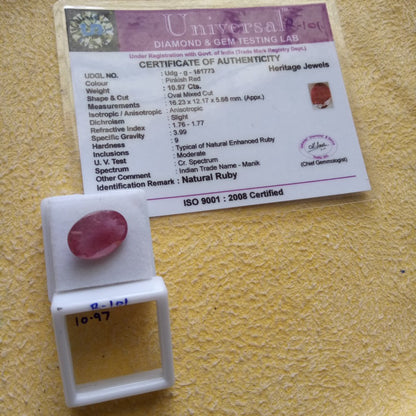 Universal
R-101
DIAMOND & GEM TESTING LAB
Under Registration with Govt. of India (Trade Mark Registry Dept.)
CERTIFICATE OF AUTHENTICITY
Heritage Jewels
UDGL NO. : Udg - g - 161773
Colour : Pinkish Red
Weight : 10.97 Cts.
Shape & Cut : Oval Mixed Cut
Measurements : 16.23 x 12.17 x 5.88 mm. (Appx.)
Isotropic / Anisotropic : Anisotropic
Dichroism : Slight
Refractive Index : 1.76 - 1.77
Specific Gravity : 3.99
Hardness : 9
Inclusions : Typical of Natural Enhanced Ruby
U. V. Test : Moderate
Spectrum : Cr. Spectrum
Other Comment : Indian Trade Name - Manik
Identification Remark : Natural Ruby
(Chief Gemmologist)
ISO 9001 : 2008 Certified
R-101
10.97